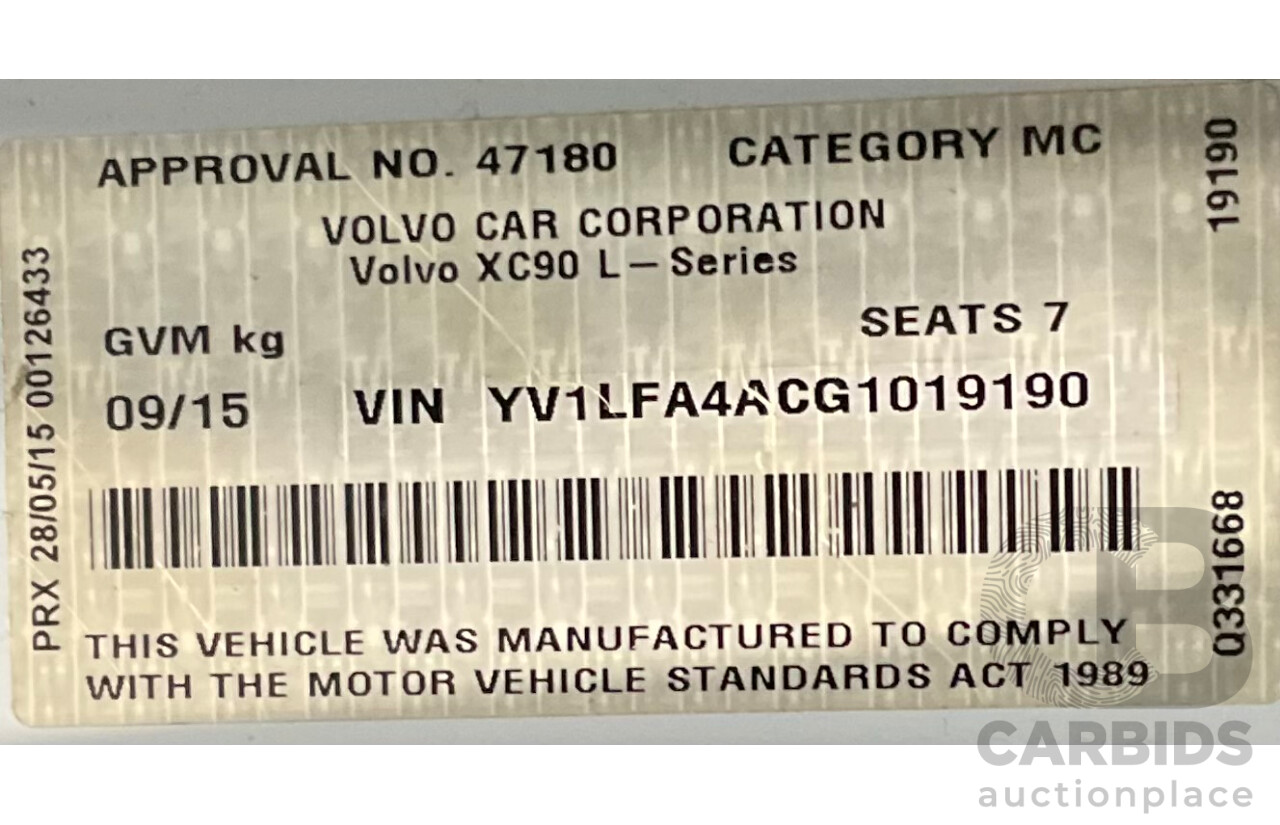 APPROVAL NO. 47180 CATEGORY MC
VOLVO CAR CORPORATION
Volvo XC90 L-Series
GVM kg SEATS 7
09/15 VIN YV1LFA4ACG1019190
THIS VEHICLE WAS MANUFACTURED TO COMPLY
WITH THE MOTOR VEHICLE STANDARDS ACT 1989
PRX 28/05/15 00126433
19190
Q331668
CB
CARBIDS
auctionplace